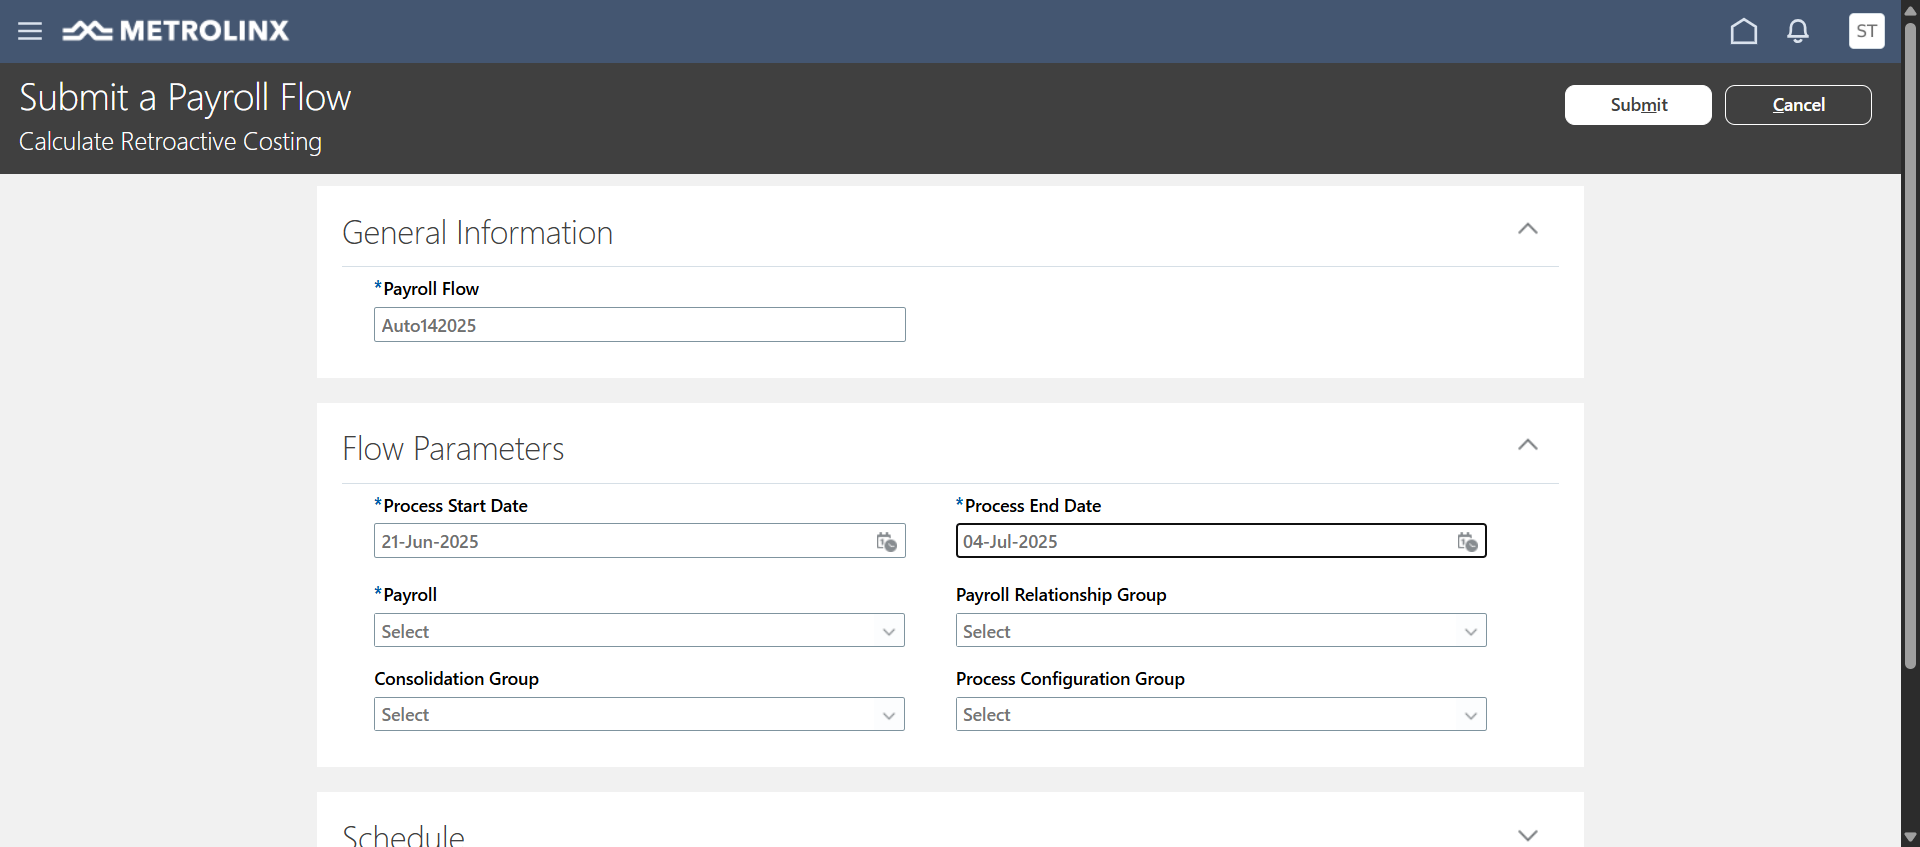 METROLINX
ST
Submit a Payroll Flow
Calculate Retroactive Costing
Submit
Cancel
General Information
*Payroll Flow
Auto142025
Flow Parameters
*Process Start Date
*Process End Date
21-Jun-2025
04-Jul-2025
*Payroll
Payroll Relationship Group
Select
Select
Consolidation Group
Process Configuration Group
Select
Select
Schedule